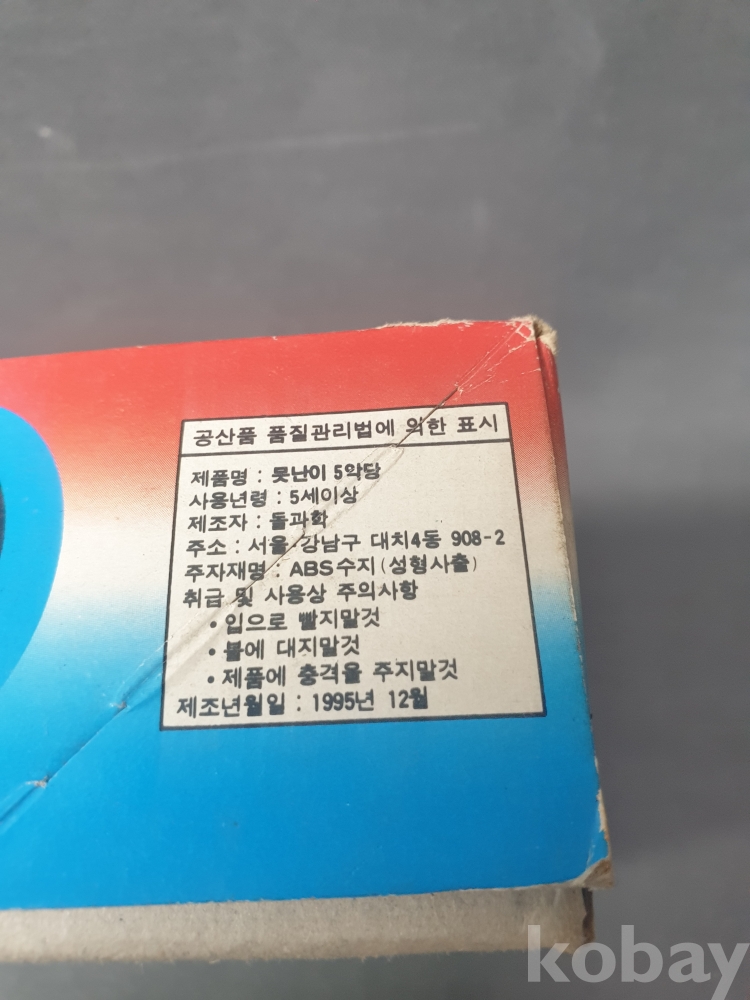 공산품 품질관리법에 의한 표시
제품명 : 못난이 5악당
사용년령 : 5세이상
제조자 : 돌과학
주소 : 서울·강남구 대치4동 908-2
주자재명 : ABS수지(성형사출)
취급 및 사용상 주의사항
• 입으로 빨지말것
• 불에 대지말것
• 제품에 충격을 주지말것
제조년월일 : 1995년 12월
kobay